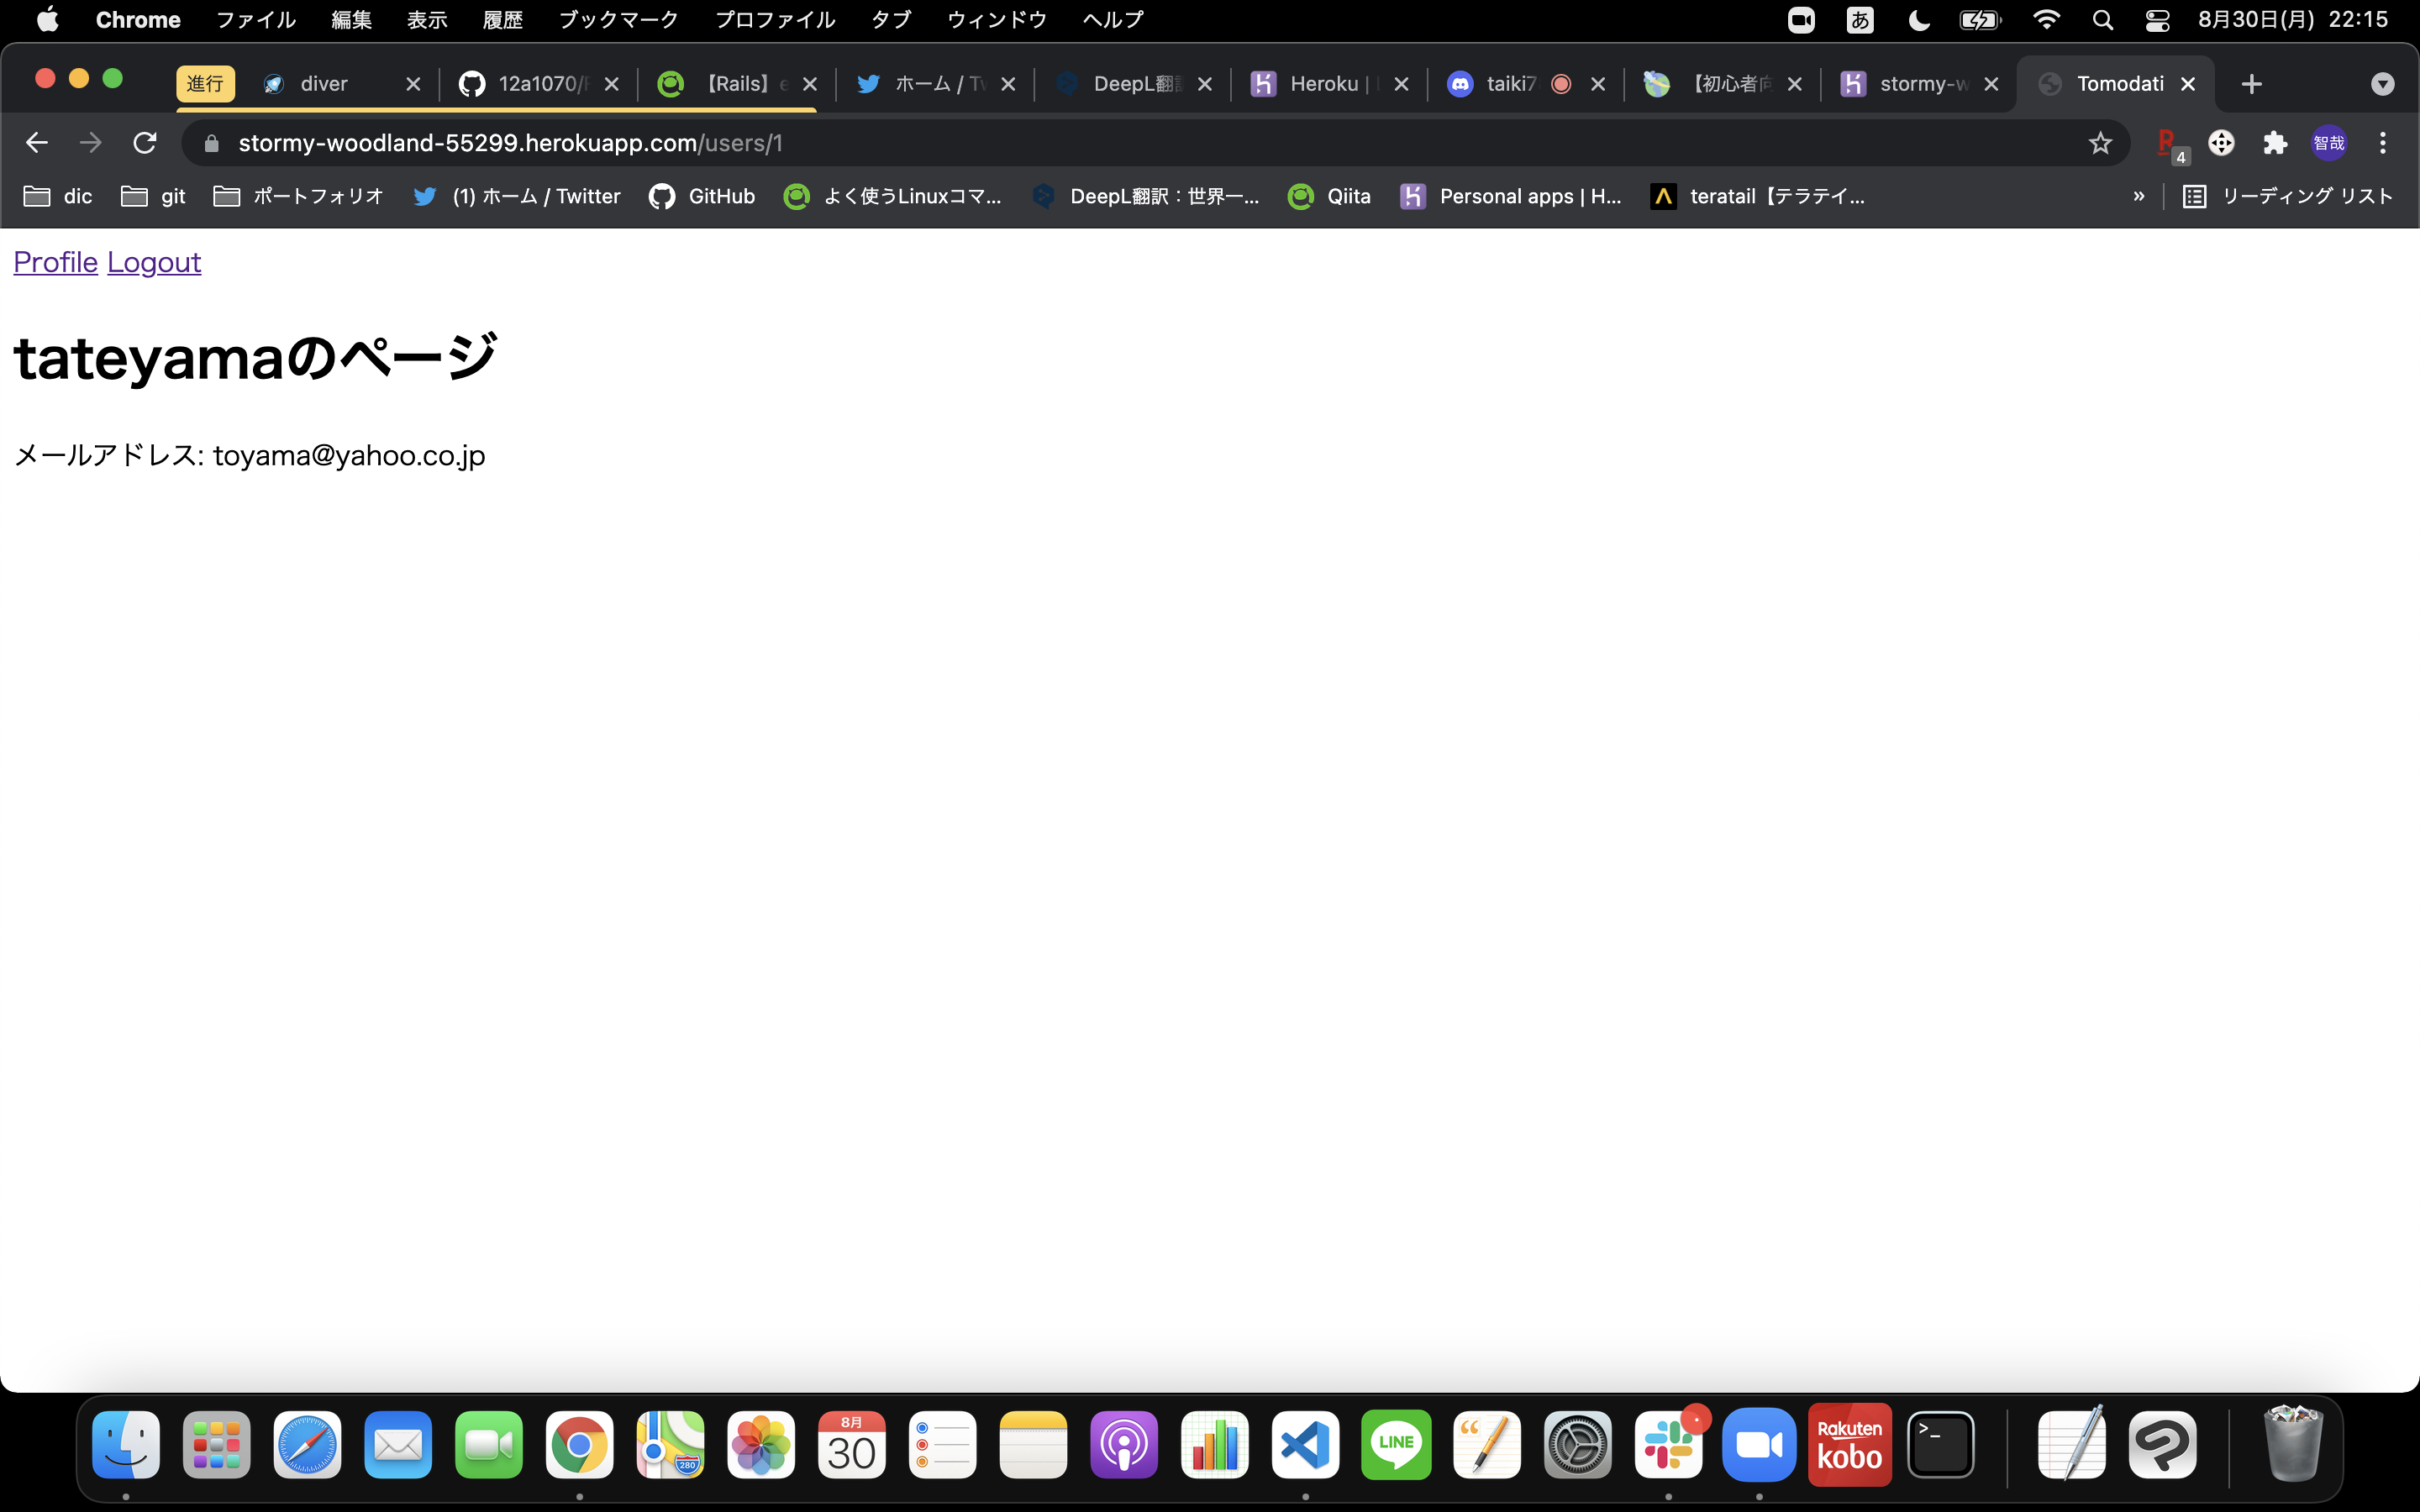 Chrome ファイル 編集 表示 履歴 ブックマーク プロファイル タブ ウィンドウ ヘルプ あ 8月30日(月) 22:15
進行 diver 12a1070/ 【Rails】 ホーム / Tw DeepL翻 Heroku | taiki7 【初心者向 stormy-w Tomodati
stormy-woodland-55299.herokuapp.com/users/1 4 智哉
dic git ポートフォリオ (1) ホーム / Twitter GitHub よく使うLinuxコマ... DeepL翻訳：世界一... Qiita Personal apps | H... teratail【テラテイ... » リーディング リスト
Profile Logout
tateyamaのページ
メールアドレス: toyama@yahoo.co.jp
280 8月 30 LINE Rakuten kobo >_